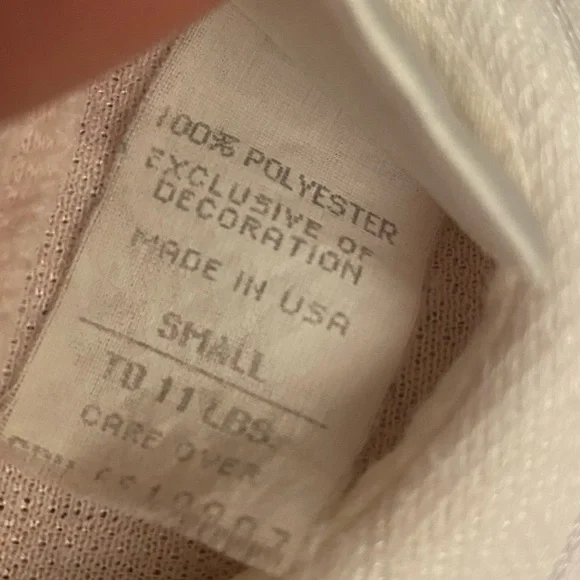 100% POLYESTER
EXCLUSIVE OF
DECORATION
MADE IN USA
SMALL
TO 11 LBS.
CARE OVER